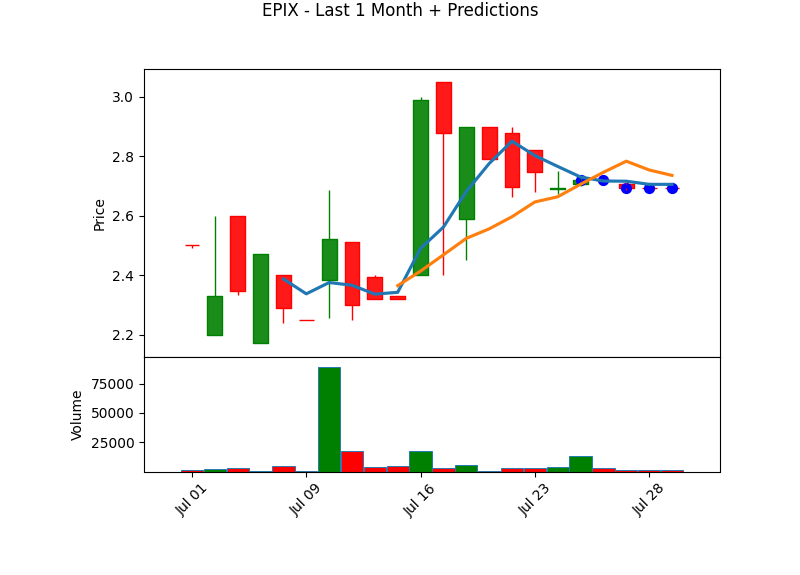 EPIX - Last 1 Month + Predictions
3.0
2.8
2.6
2.4
2.2
Price
75000
50000
25000
Volume
Jul 01
Jul 09
Jul 16
Jul 23
Jul 28